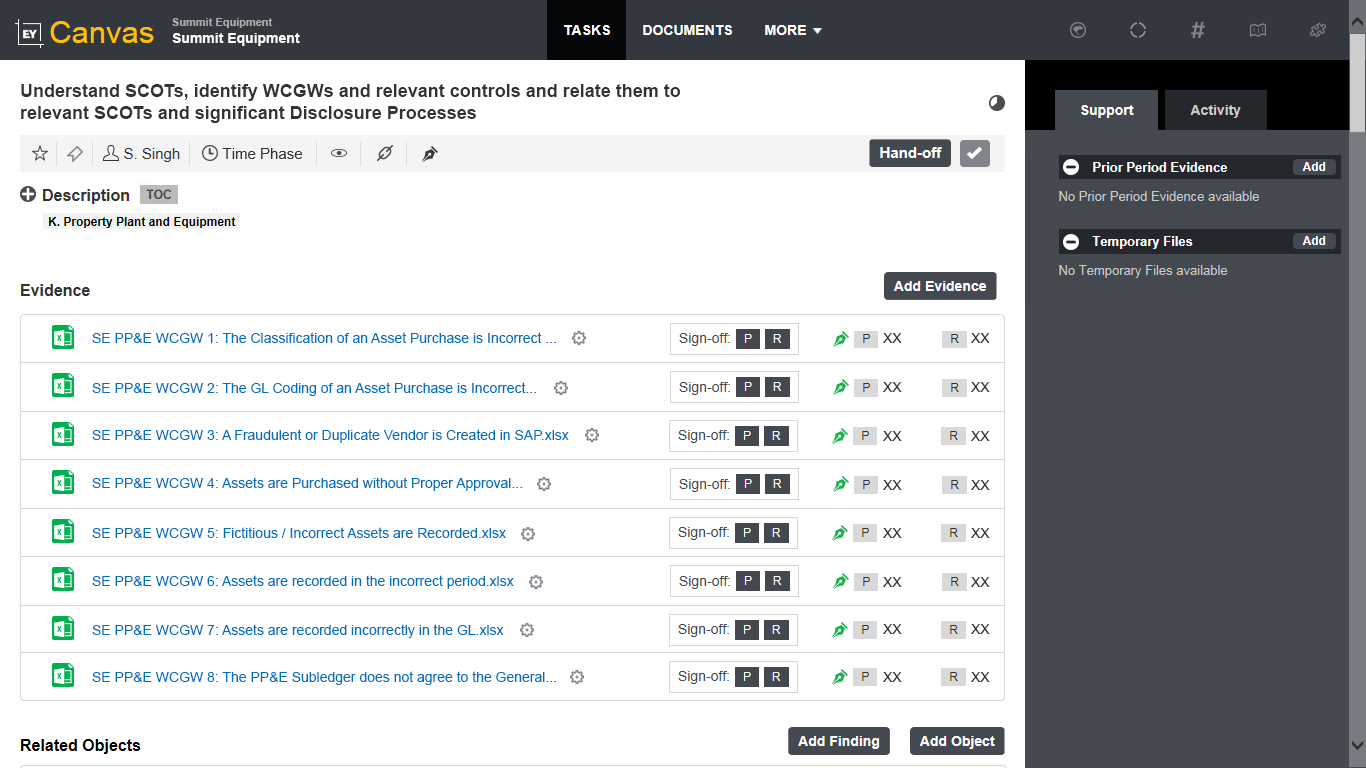 EY
Canvas
Summit Equipment
Summit Equipment
TASKS
DOCUMENTS
MORE
#
Understand SCOTs, identify WCGWs and relevant controls and relate them to
relevant SCOTs and significant Disclosure Processes
S. Singh
Time Phase
Hand-off
Description TOC
K. Property Plant and Equipment
Evidence
Add Evidence
SE PP&E WCGW 1: The Classification of an Asset Purchase is Incorrect ... Sign-off: P R P XX R XX
SE PP&E WCGW 2: The GL Coding of an Asset Purchase is Incorrect... Sign-off: P R P XX R XX
SE PP&E WCGW 3: A Fraudulent or Duplicate Vendor is Created in SAP.xlsx Sign-off: P R P XX R XX
SE PP&E WCGW 4: Assets are Purchased without Proper Approval... Sign-off: P R P XX R XX
SE PP&E WCGW 5: Fictitious / Incorrect Assets are Recorded.xlsx Sign-off: P R P XX R XX
SE PP&E WCGW 6: Assets are recorded in the incorrect period.xlsx Sign-off: P R P XX R XX
SE PP&E WCGW 7: Assets are recorded incorrectly in the GL.xlsx Sign-off: P R P XX R XX
SE PP&E WCGW 8: The PP&E Subledger does not agree to the General... Sign-off: P R P XX R XX
Related Objects
Add Finding
Add Object
Support
Activity
Prior Period Evidence Add
No Prior Period Evidence available
Temporary Files Add
No Temporary Files available